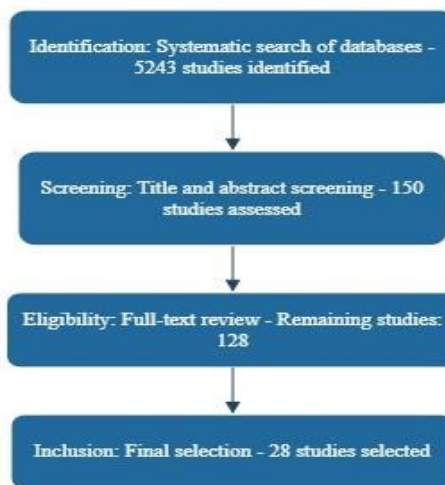 Identification: Systematic search of databases -
5243 studies identified
Screening: Title and abstract screening - 150
studies assessed
Eligibility: Full-text review - Remaining studies:
128
Inclusion: Final selection - 28 studies selected